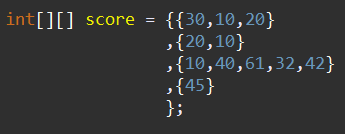 int[][] score = {{30,10,20}
,{20,10}
,{10,40,61,32,42}
,{45}
};